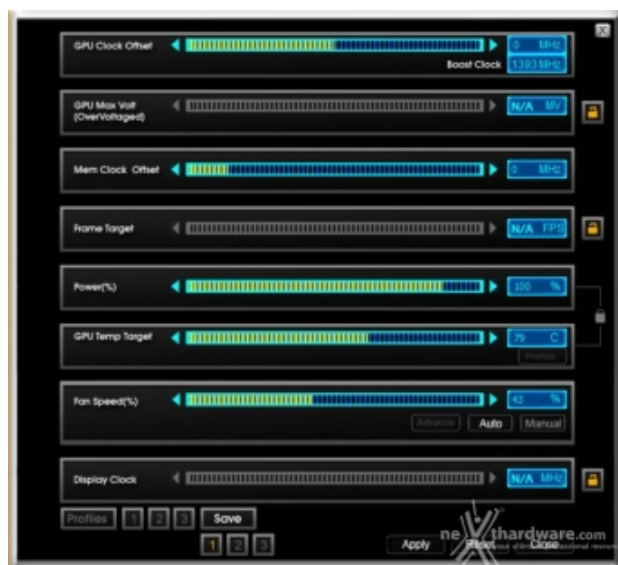 GPU Clock Offset 0 MHz
Boost Clock 1393 MHz
GPU Max Volt N/A MV
(OverVoltaged)
Mem Clock Offset 0 MHz
Frame Target N/A FPS
Power(%) 100 %
GPU Temp Target 79 C
Prioritize
Fan Speed(%) 43 %
Advance Auto Manual
Display Clock N/A MHz
Profiles 1 2 3 Save
1 2 3
Apply Reset Close
nexthardware.com